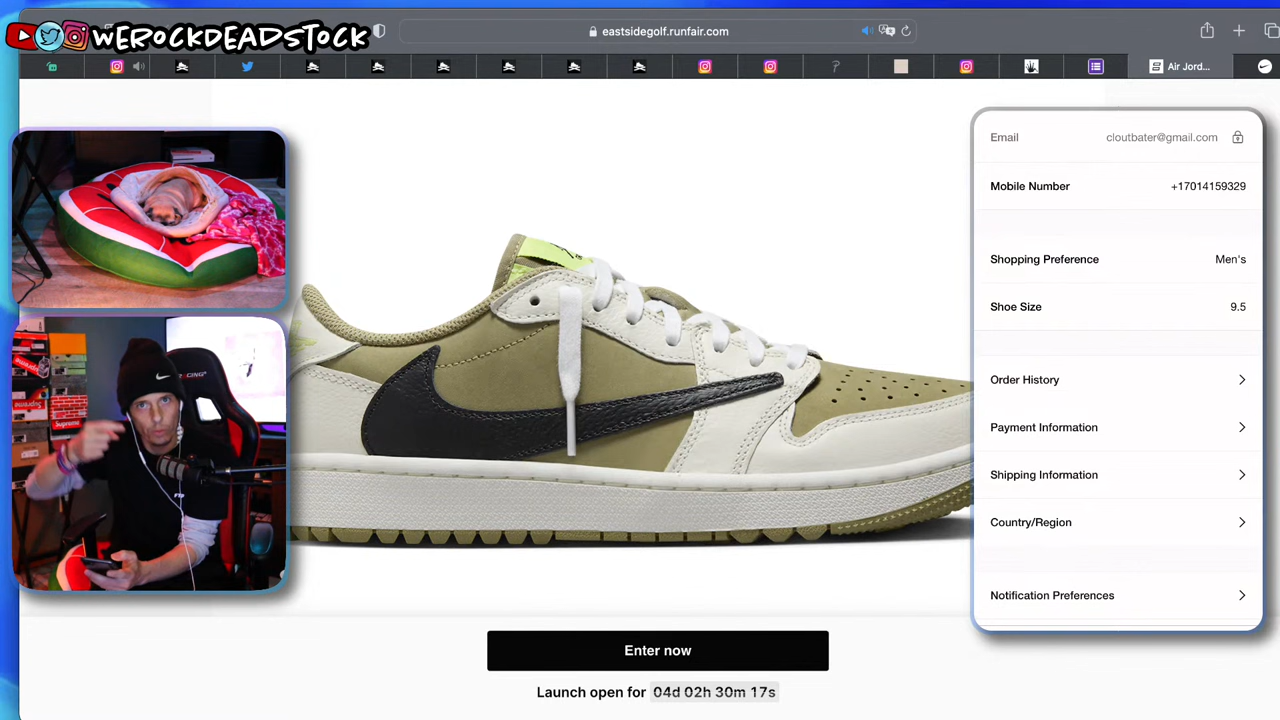 WEROCKDEADSTOCK
eastsidegolf.runfair.com
Air Jord...
Email cloutbater@gmail.com
Mobile Number +17014159329
Shopping Preference Men's
Shoe Size 9.5
Order History
Payment Information
Shipping Information
Country/Region
Notification Preferences
Supreme
FTP
Enter now
Launch open for 04d 02h 30m 17s